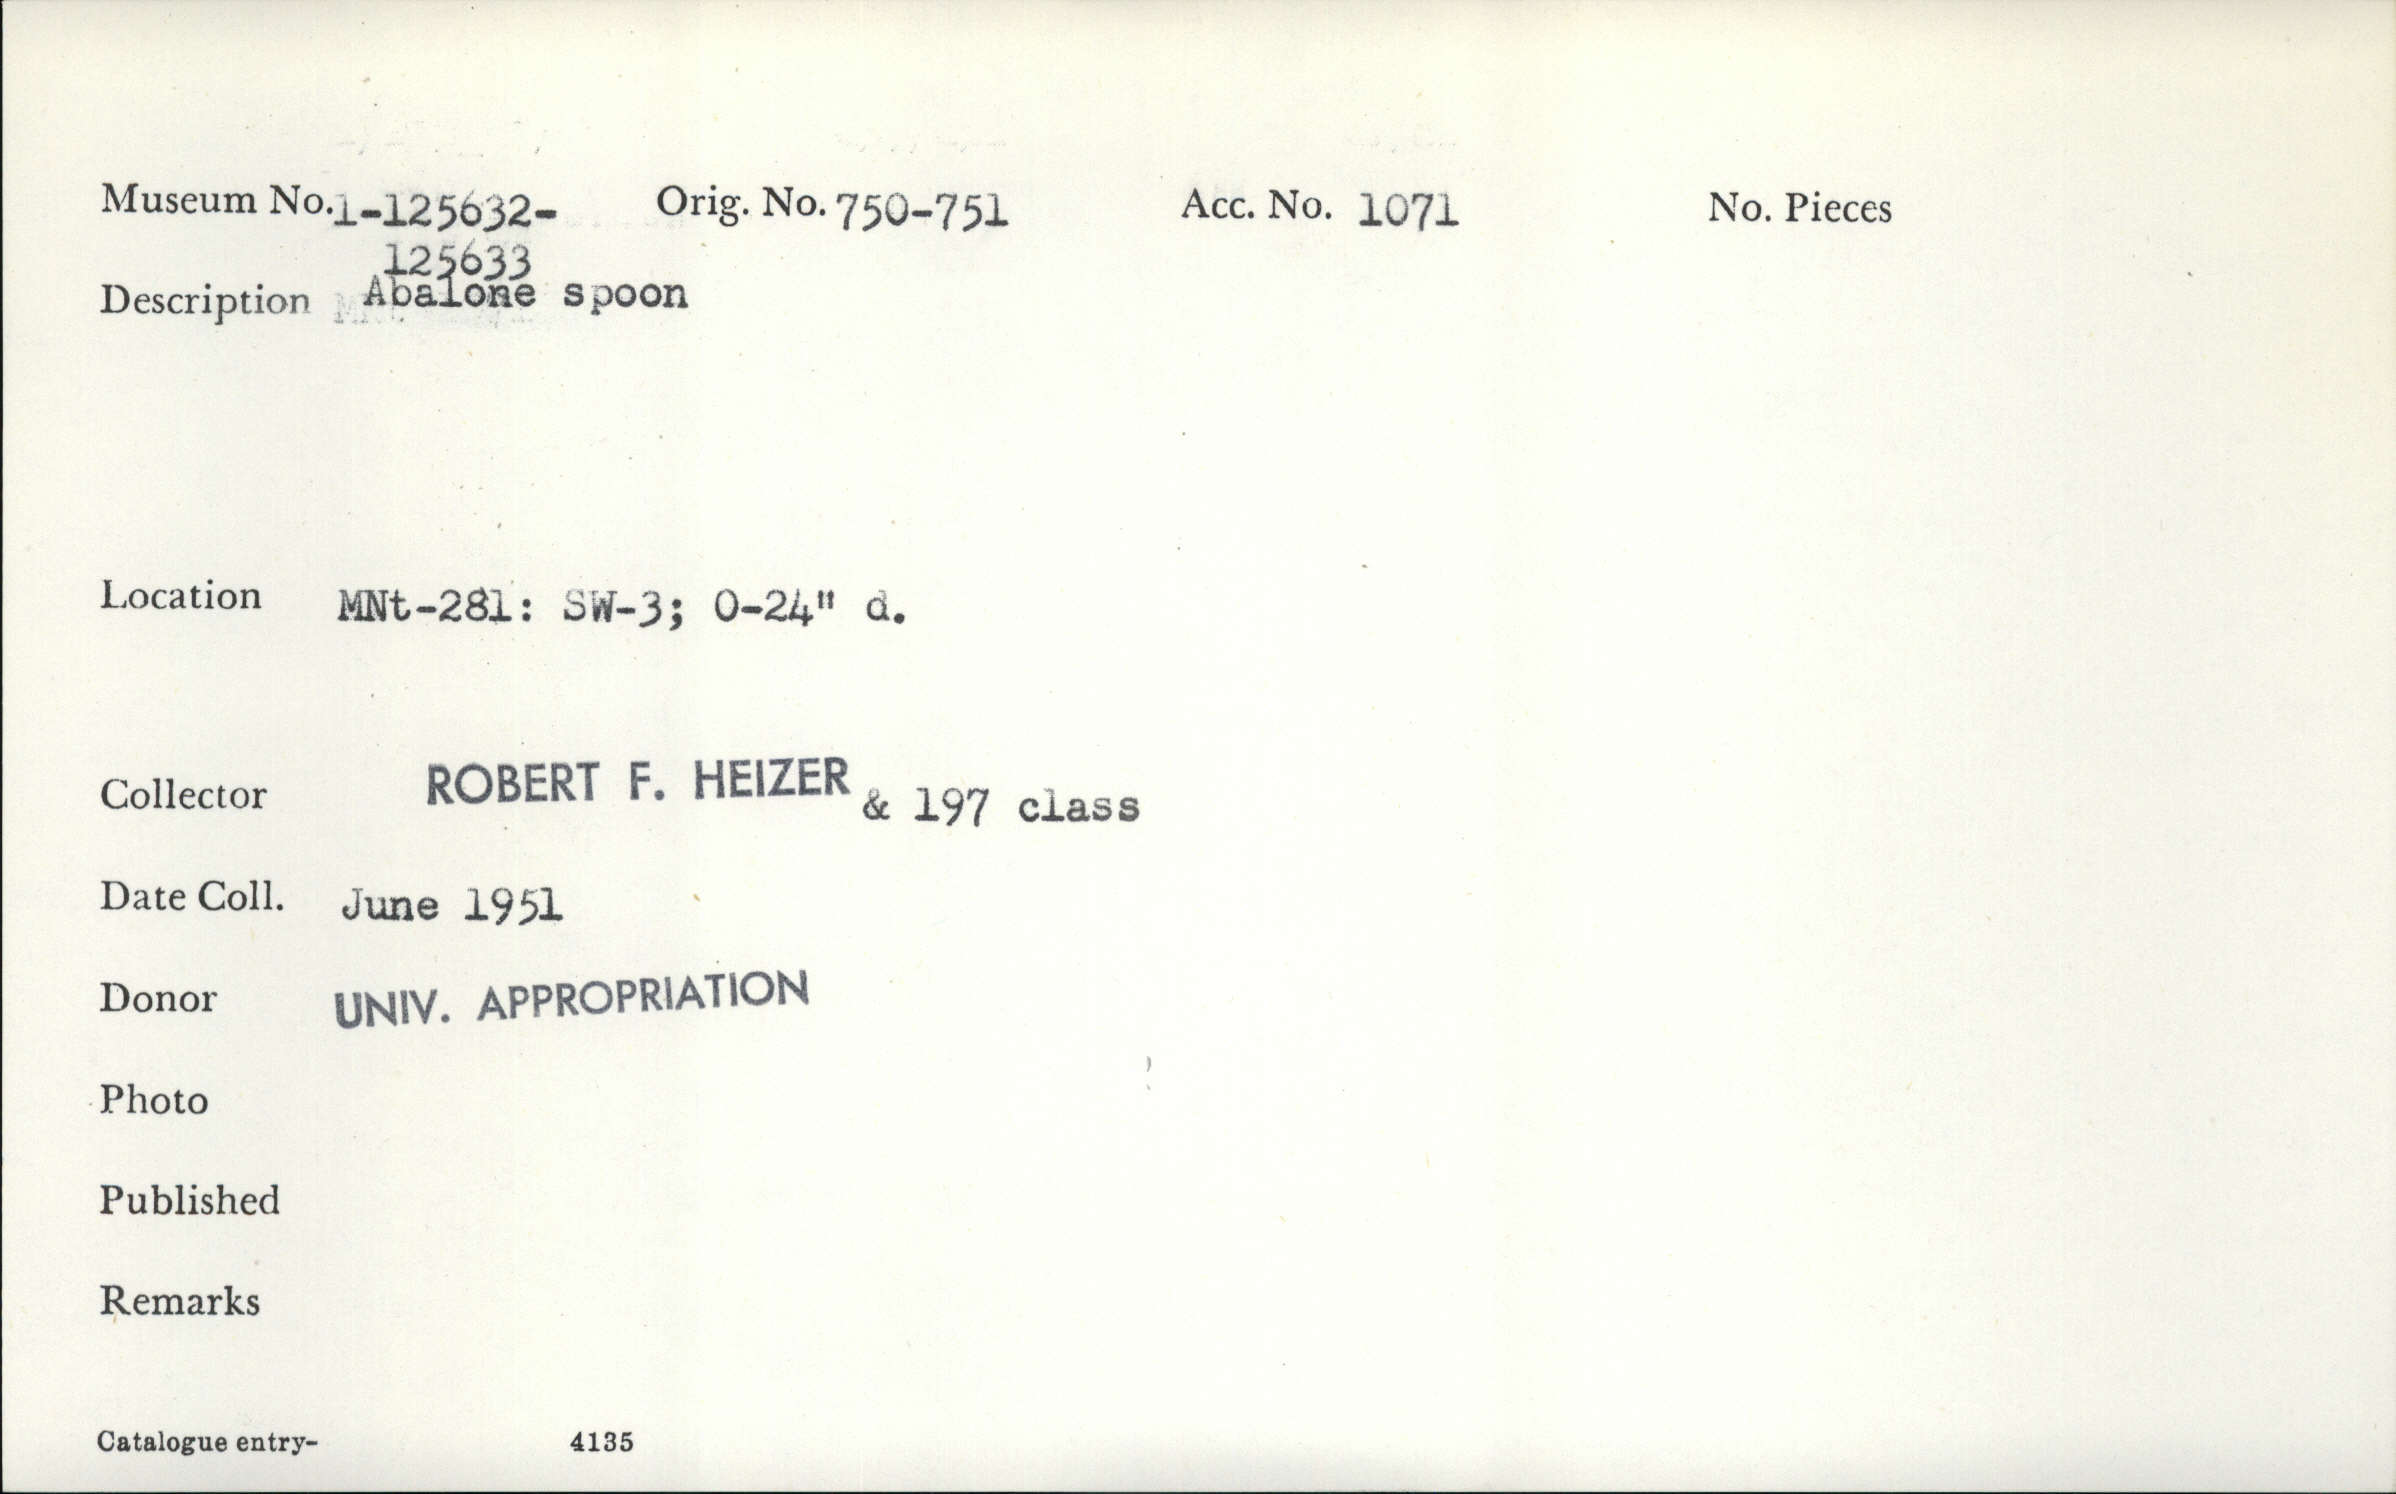 Museum No. 1-125632- Orig. No. 750-751 Acc. No. 1071 No. Pieces
125633
Description Abalone spoon
Location MNt-281: SW-3; 0-24" d.
Collector ROBERT F. HEIZER & 197 class
Date Coll. June 1951
Donor UNIV. APPROPRIATION
Photo
Published
Remarks
Catalogue entry- 4135